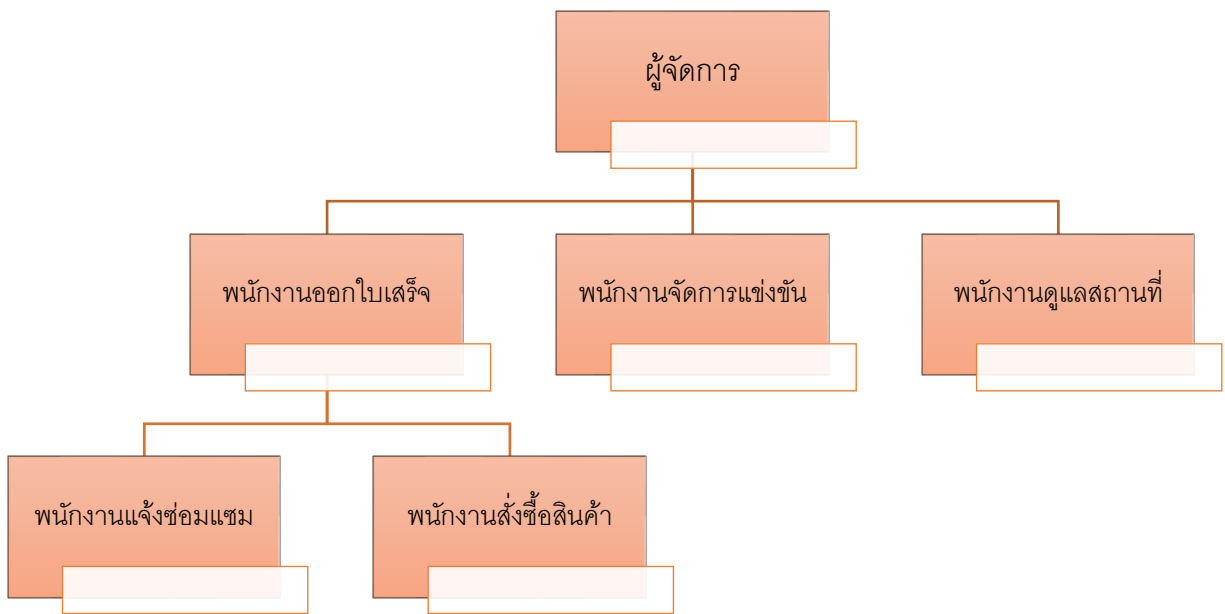 ผู้จัดการ
พนักงานออกใบเสร็จ
พนักงานจัดการแข่งขัน
พนักงานดูแลสถานที่
พนักงานแจ้งซ่อมแซม
พนักงานสั่งซื้อสินค้า